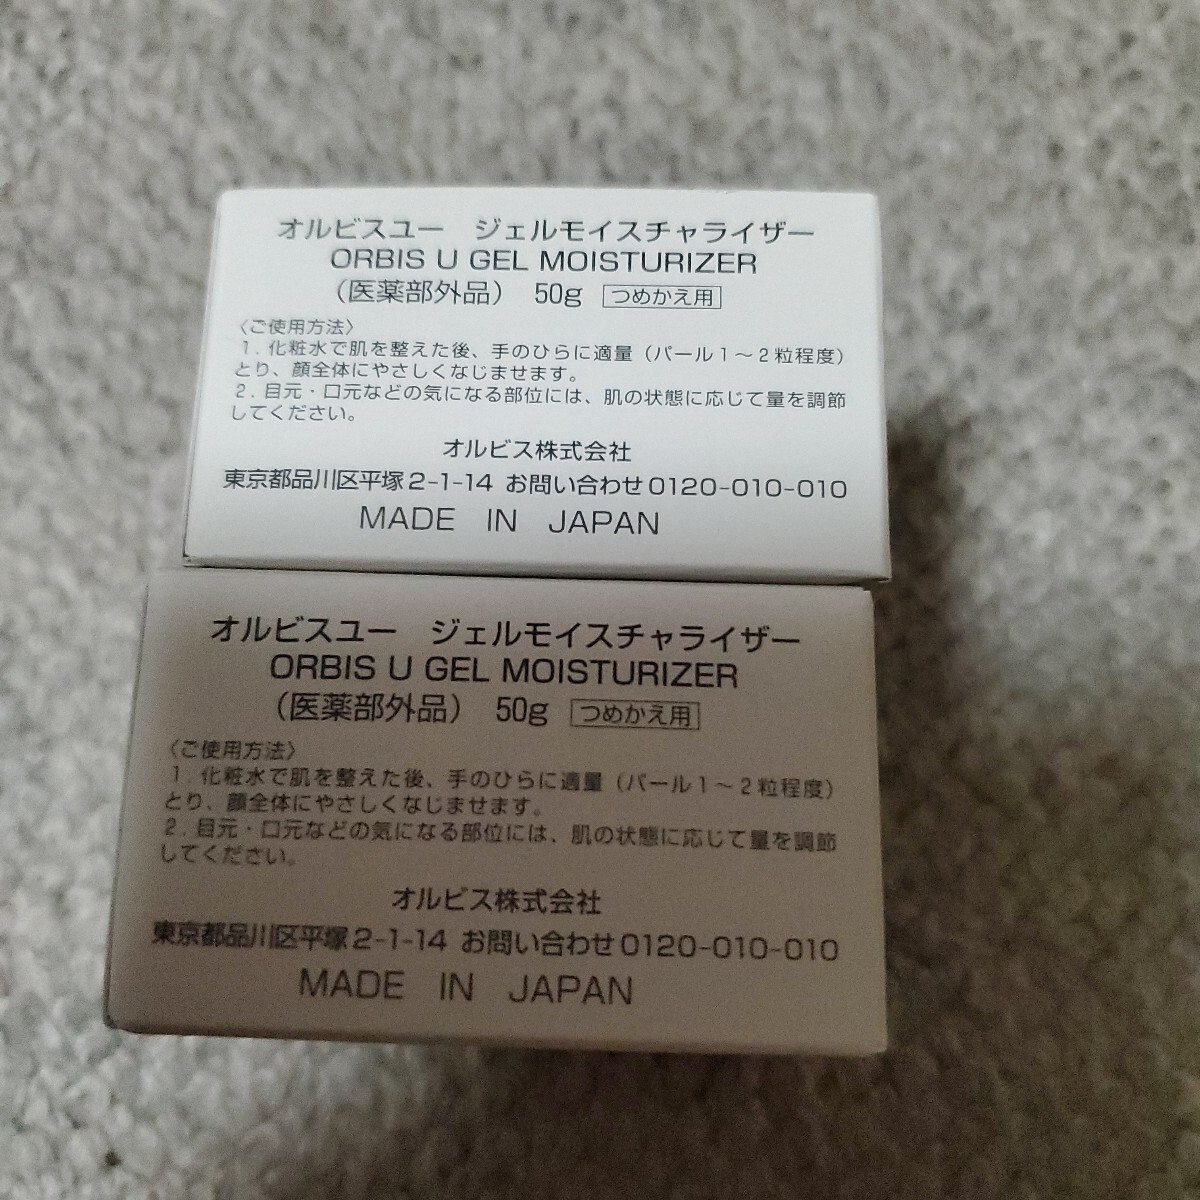 オルビスユー　ジェルモイスチャライザー
ORBIS U GEL MOISTURIZER
（医薬部外品）　50g　つめかえ用
〈ご使用方法〉
１．化粧水で肌を整えた後、手のひらに適量（パール１～２粒程度）
とり、顔全体にやさしくなじませます。
２．目元・口元などの気になる部位には、肌の状態に応じて量を調節
してください。
オルビス株式会社
東京都品川区平塚2-1-14 お問い合わせ0120-010-010
MADE IN JAPAN
オルビスユー　ジェルモイスチャライザー
ORBIS U GEL MOISTURIZER
（医薬部外品）　50g　つめかえ用
〈ご使用方法〉
１．化粧水で肌を整えた後、手のひらに適量（パール１～２粒程度）
とり、顔全体にやさしくなじませます。
２．目元・口元などの気になる部位には、肌の状態に応じて量を調節
してください。
オルビス株式会社
東京都品川区平塚2-1-14 お問い合わせ0120-010-010
MADE IN JAPAN